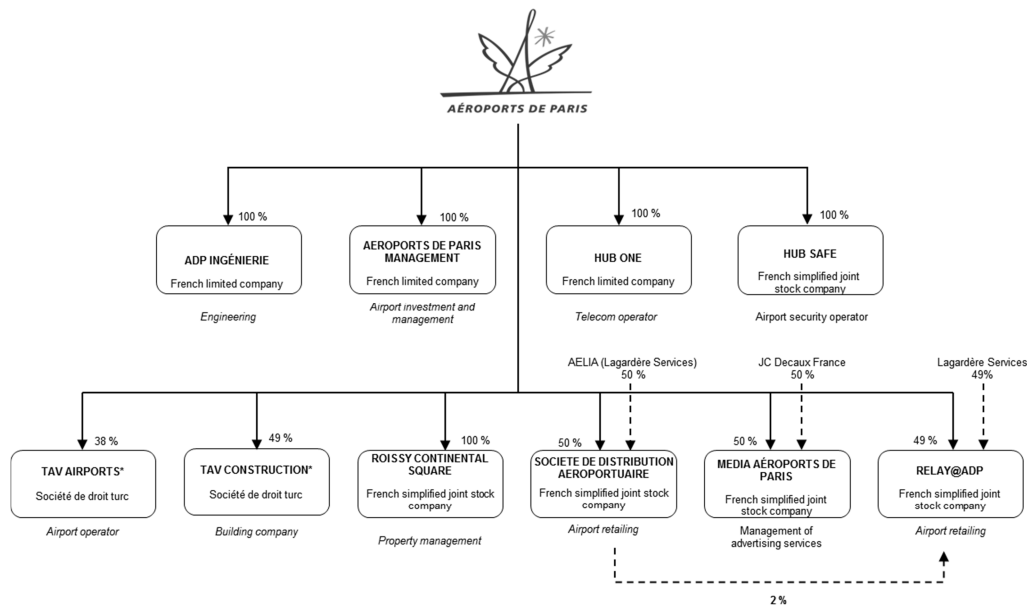 AÉROPORTS DE PARIS
100 %
100 %
100 %
100 %
ADP INGÉNIERIE
French limited company
Engineering
AEROPORTS DE PARIS
MANAGEMENT
French limited company
Airport investment and
management
HUB ONE
French limited company
Telecom operator
HUB SAFE
French simplified joint
stock company
Airport security operator
AELIA (Lagardère Services)
50 %
JC Decaux France
50 %
Lagardère Services
49%
38 %
49 %
100 %
50 %
50 %
49 %
TAV AIRPORTS*
Société de droit turc
Airport operator
TAV CONSTRUCTION*
Société de droit turc
Building company
ROISSY CONTINENTAL
SQUARE
French simplified joint stock
company
Property management
SOCIETE DE DISTRIBUTION
AEROPORTUAIRE
French simplified joint stock
company
Airport retailing
MEDIA AÉROPORTS DE
PARIS
French simplified joint
stock company
Management of
advertising services
RELAY@ADP
French simplified joint
stock company
Airport retailing
2 %